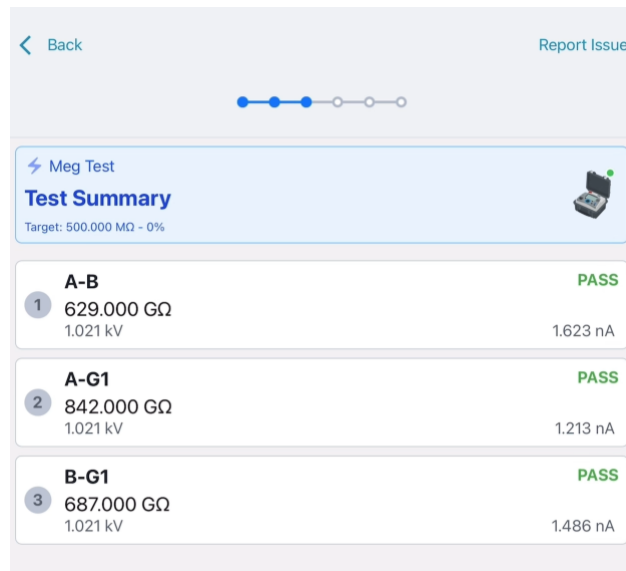 Back
Report Issue
Meg Test
Test Summary
Target: 500.000 MΩ - 0%
A-B
PASS
1
629.000 GΩ
1.021 kV
1.623 nA
A-G1
PASS
2
842.000 GΩ
1.021 kV
1.213 nA
B-G1
PASS
3
687.000 GΩ
1.021 kV
1.486 nA